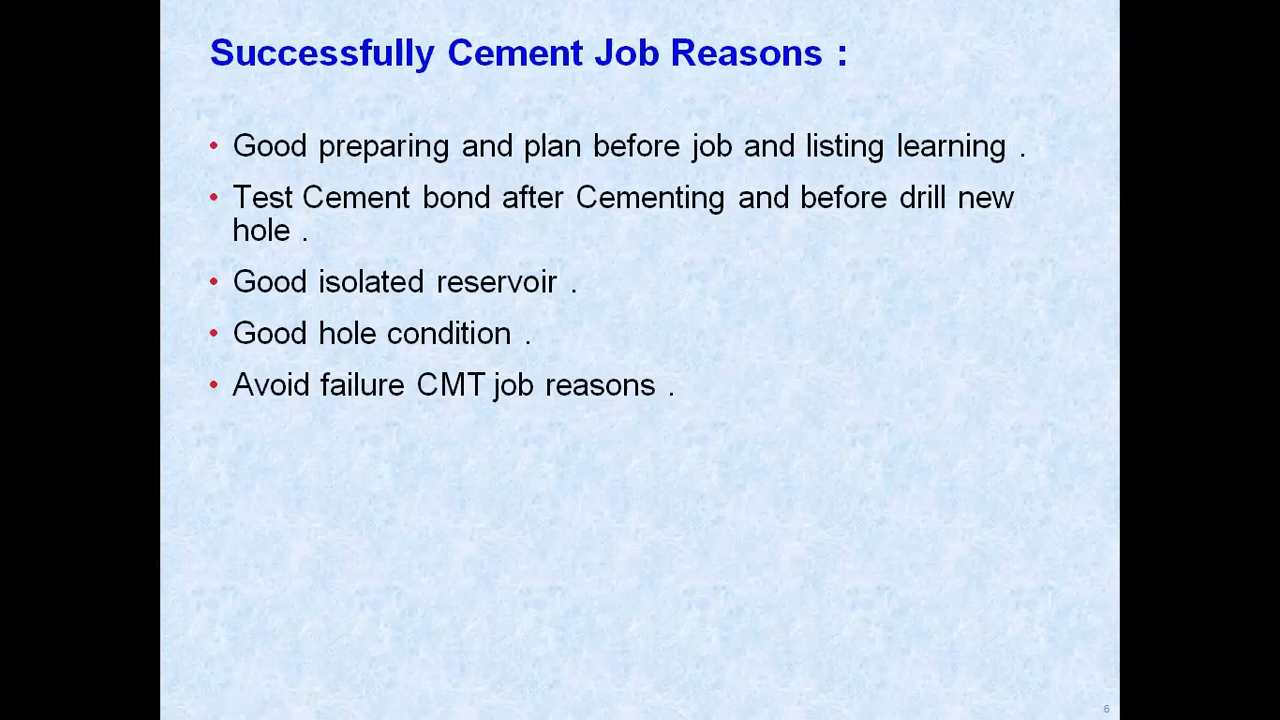 Successfully Cement Job Reasons :
• Good preparing and plan before job and listing learning .
• Test Cement bond after Cementing and before drill new
hole .
• Good isolated reservoir .
• Good hole condition .
• Avoid failure CMT job reasons .
6